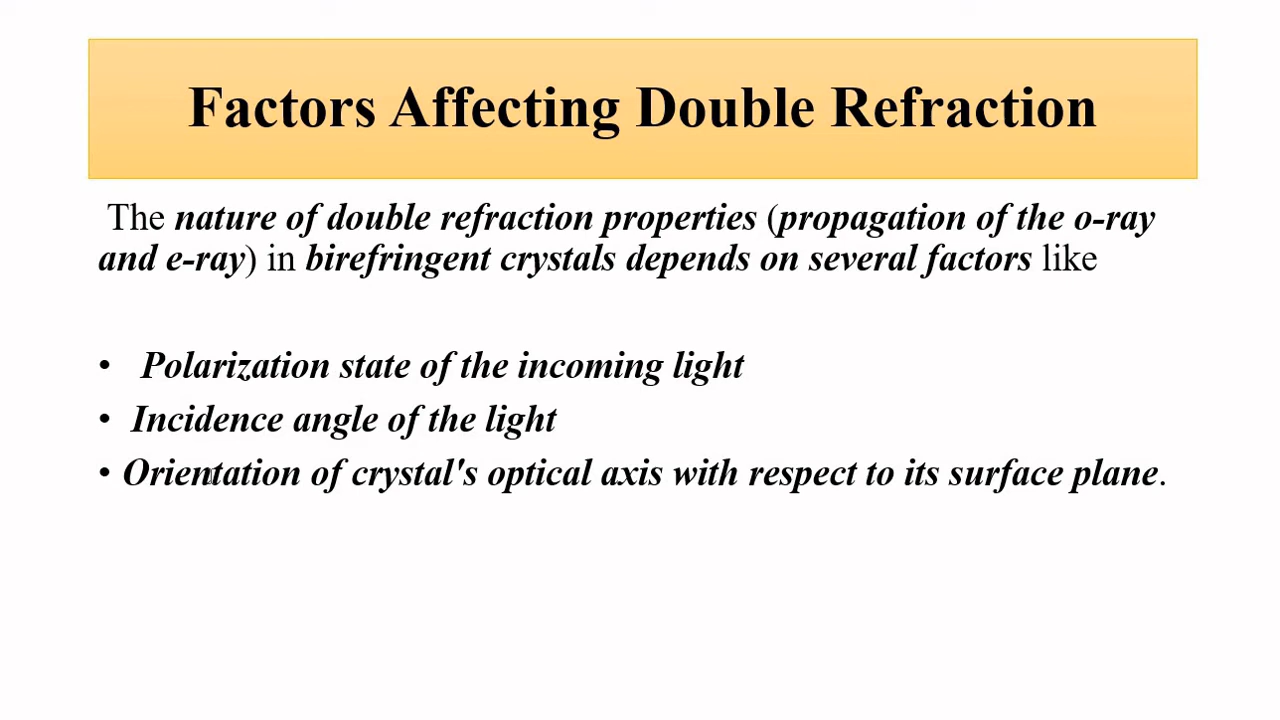 Factors Affecting Double Refraction
The nature of double refraction properties (propagation of the o-ray
and e-ray) in birefringent crystals depends on several factors like
• Polarization state of the incoming light
• Incidence angle of the light
• Orientation of crystal's optical axis with respect to its surface plane.